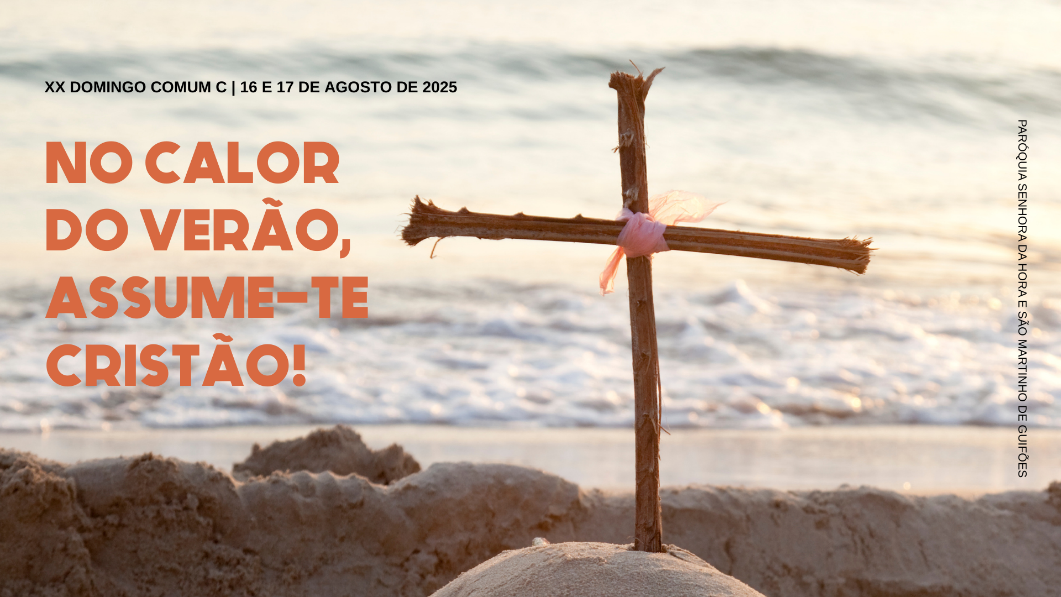 XX DOMINGO COMUM C | 16 E 17 DE AGOSTO DE 2025
NO CALOR
DO VERÃO,
ASSUME-TE
CRISTÃO!
PARÓQUIA SENHORA DA HORA E SÃO MARTINHO DE GUIFÕES